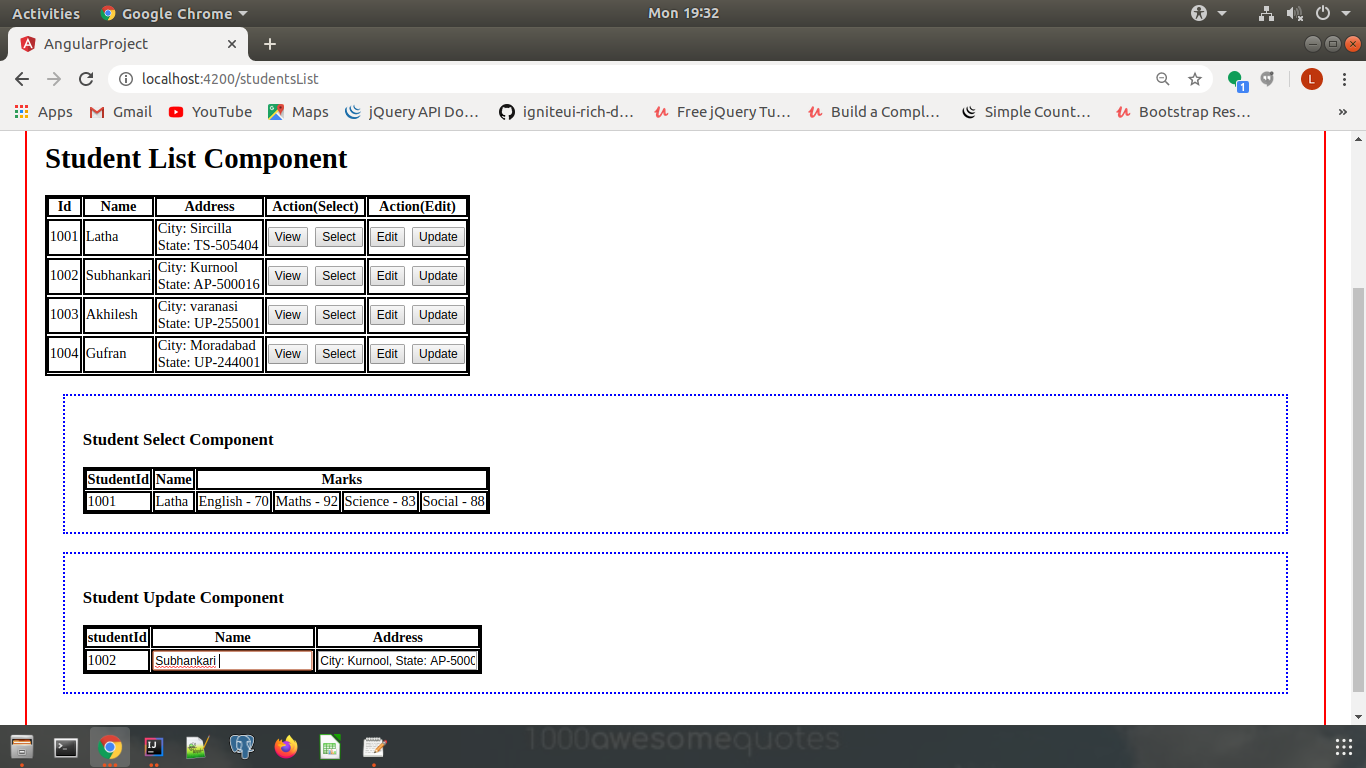 Activities Google Chrome Mon 19:32
AngularProject
localhost:4200/studentsList
Apps Gmail YouTube Maps jQuery API Do... igniteui-rich-d... Free jQuery Tu... Build a Compl... Simple Count... Bootstrap Res... »
Student List Component
Id Name Address Action(Select) Action(Edit)
1001 Latha City: Sircilla View Select Edit Update
State: TS-505404
1002 Subhankari City: Kurnool View Select Edit Update
State: AP-500016
1003 Akhilesh City: varanasi View Select Edit Update
State: UP-255001
1004 Gufran City: Moradabad View Select Edit Update
State: UP-244001
Student Select Component
StudentId Name Marks
1001 Latha English - 70 Maths - 92 Science - 83 Social - 88
Student Update Component
studentId Name Address
1002 Subhankari City: Kurnool, State: AP-5000
1000awesomequotes